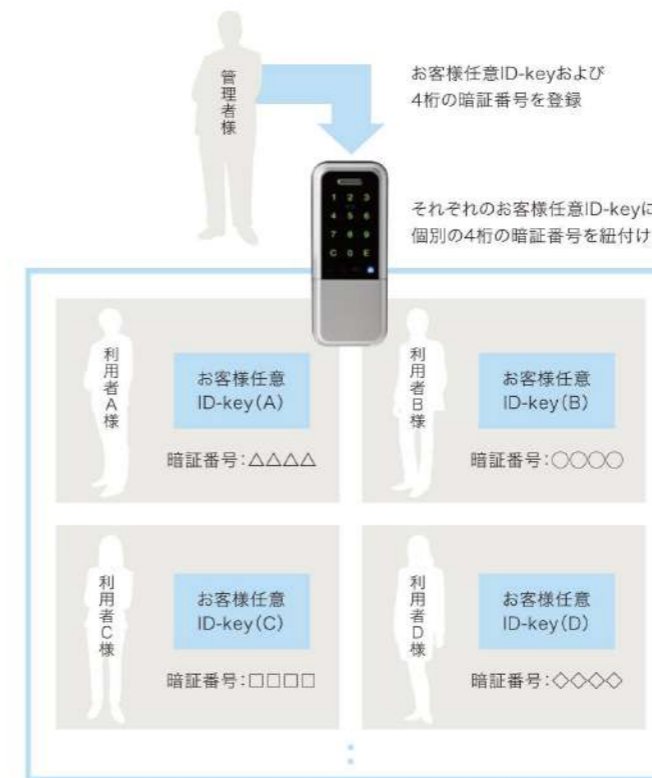 管理者様
お客様任意ID-keyおよび
4桁の暗証番号を登録
1 2 3
4 5 6
7 8 9
C 0 E
それぞれのお客様任意ID-keyに
個別の4桁の暗証番号を紐付け
利用者A様
お客様任意
ID-key(A)
暗証番号:△△△△
利用者B様
お客様任意
ID-key(B)
暗証番号:○○○○
利用者C様
お客様任意
ID-key(C)
暗証番号:□□□□
利用者D様
お客様任意
ID-key(D)
暗証番号:◇◇◇◇